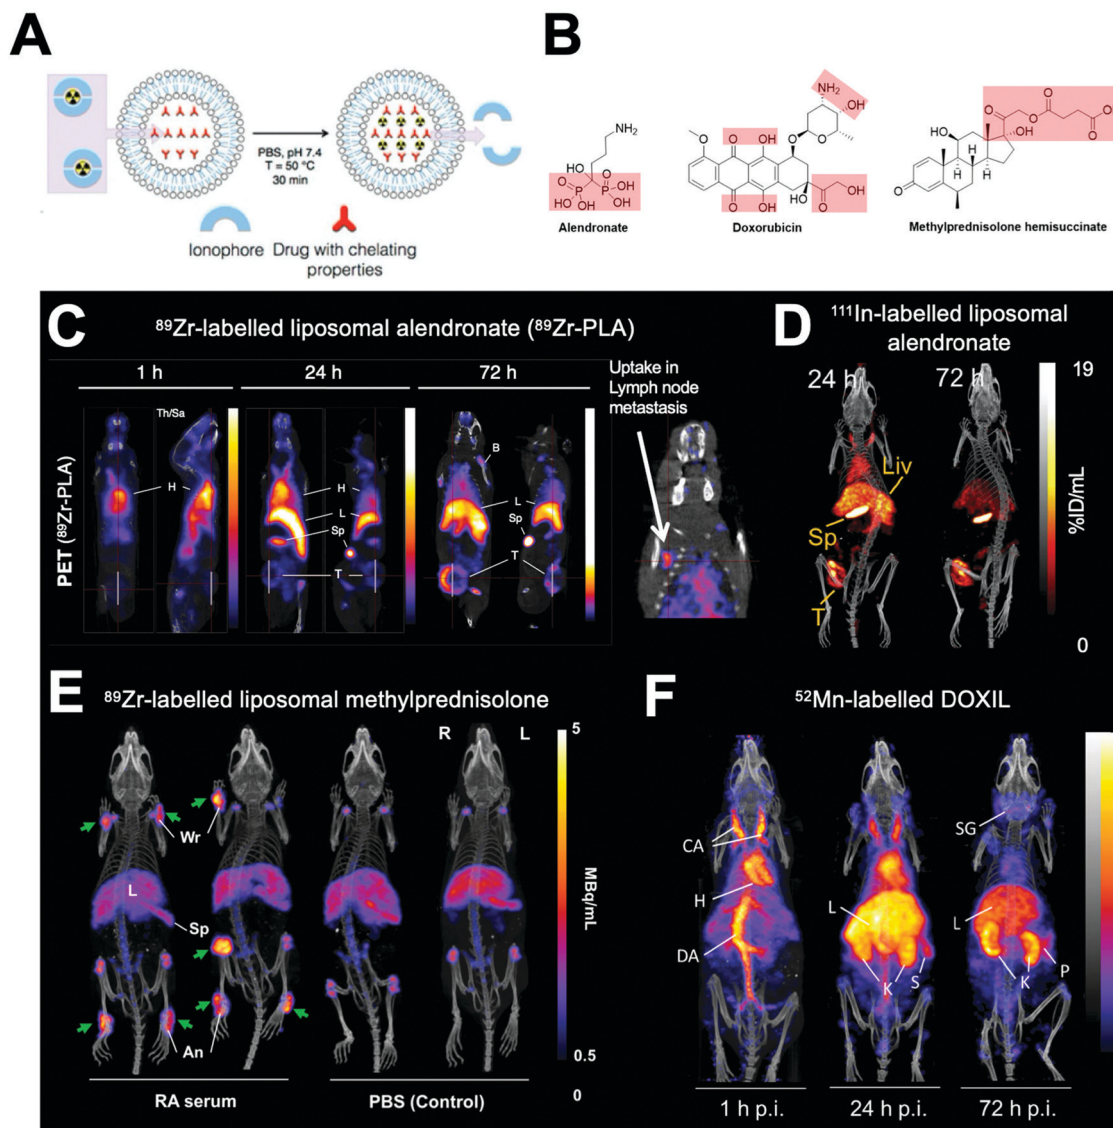 A
PBS, pH 7.4
T = 50 °C
30 min
Ionophore
Drug with chelating
properties
B
NH₂
HO
O
O
P
P
OH
OH
OH
HO
Alendronate
NH₂
OH
O
O
O
O
OH
O
OH
OH
HO
O
OH
Doxorubicin
O
O
O
O
OH
OH
HO
H
H
H
O
Methylprednisolone hemisuccinate
C
⁸⁹Zr-labelled liposomal alendronate (⁸⁹Zr-PLA)
1 h
24 h
72 h
Uptake in
Lymph node
metastasis
PET (⁸⁹Zr-PLA)
Th/Sa
H
H
L
Sp
T
B
L
Sp
T
D
¹¹¹In-labelled liposomal
alendronate
24 h
72 h
19
Liv
Sp
T
%ID/mL
0
E
⁸⁹Zr-labelled liposomal methylprednisolone
R
L
5
Wr
L
Sp
An
MBq/mL
0.5
0
RA serum
PBS (Control)
F
⁵²Mn-labelled DOXIL
CA
H
DA
L
K
S
SG
L
K
P
1 h p.i.
24 h p.i.
72 h p.i.